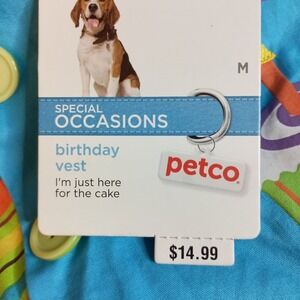 M
SPECIAL
OCCASIONS
birthday
vest
I'm just here
for the cake
petco
$14.99